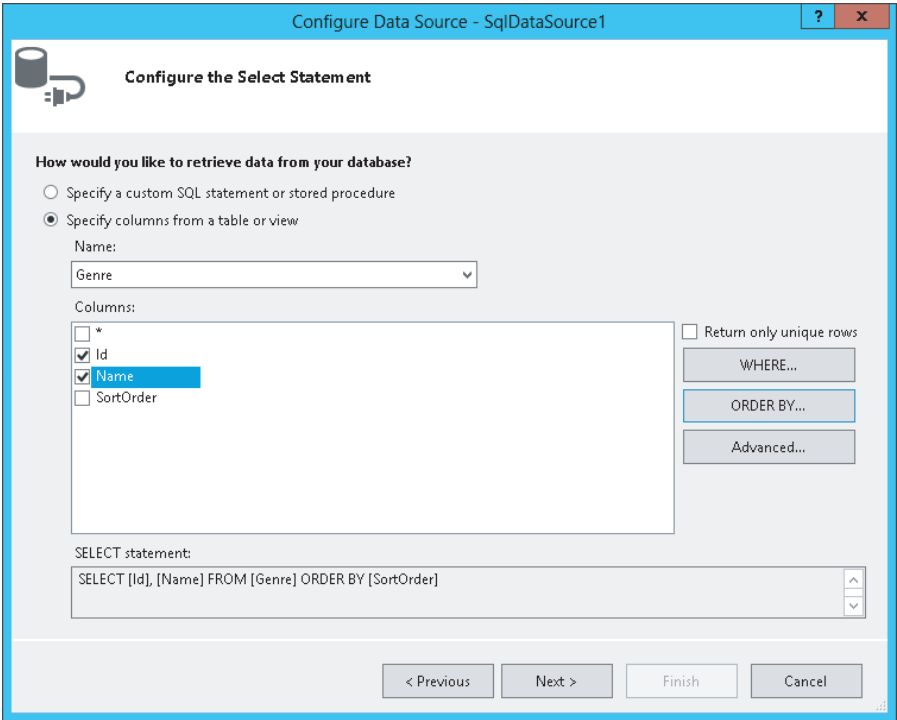 Configure Data Source - SqlDataSource1
? x
Configure the Select Statement
How would you like to retrieve data from your database?
Specify a custom SQL statement or stored procedure
Specify columns from a table or view
Name:
Genre
Columns:
*
Id
Name
SortOrder
Return only unique rows
WHERE...
ORDER BY...
Advanced...
SELECT statement:
SELECT [Id], [Name] FROM [Genre] ORDER BY [SortOrder]
< Previous
Next >
Finish
Cancel